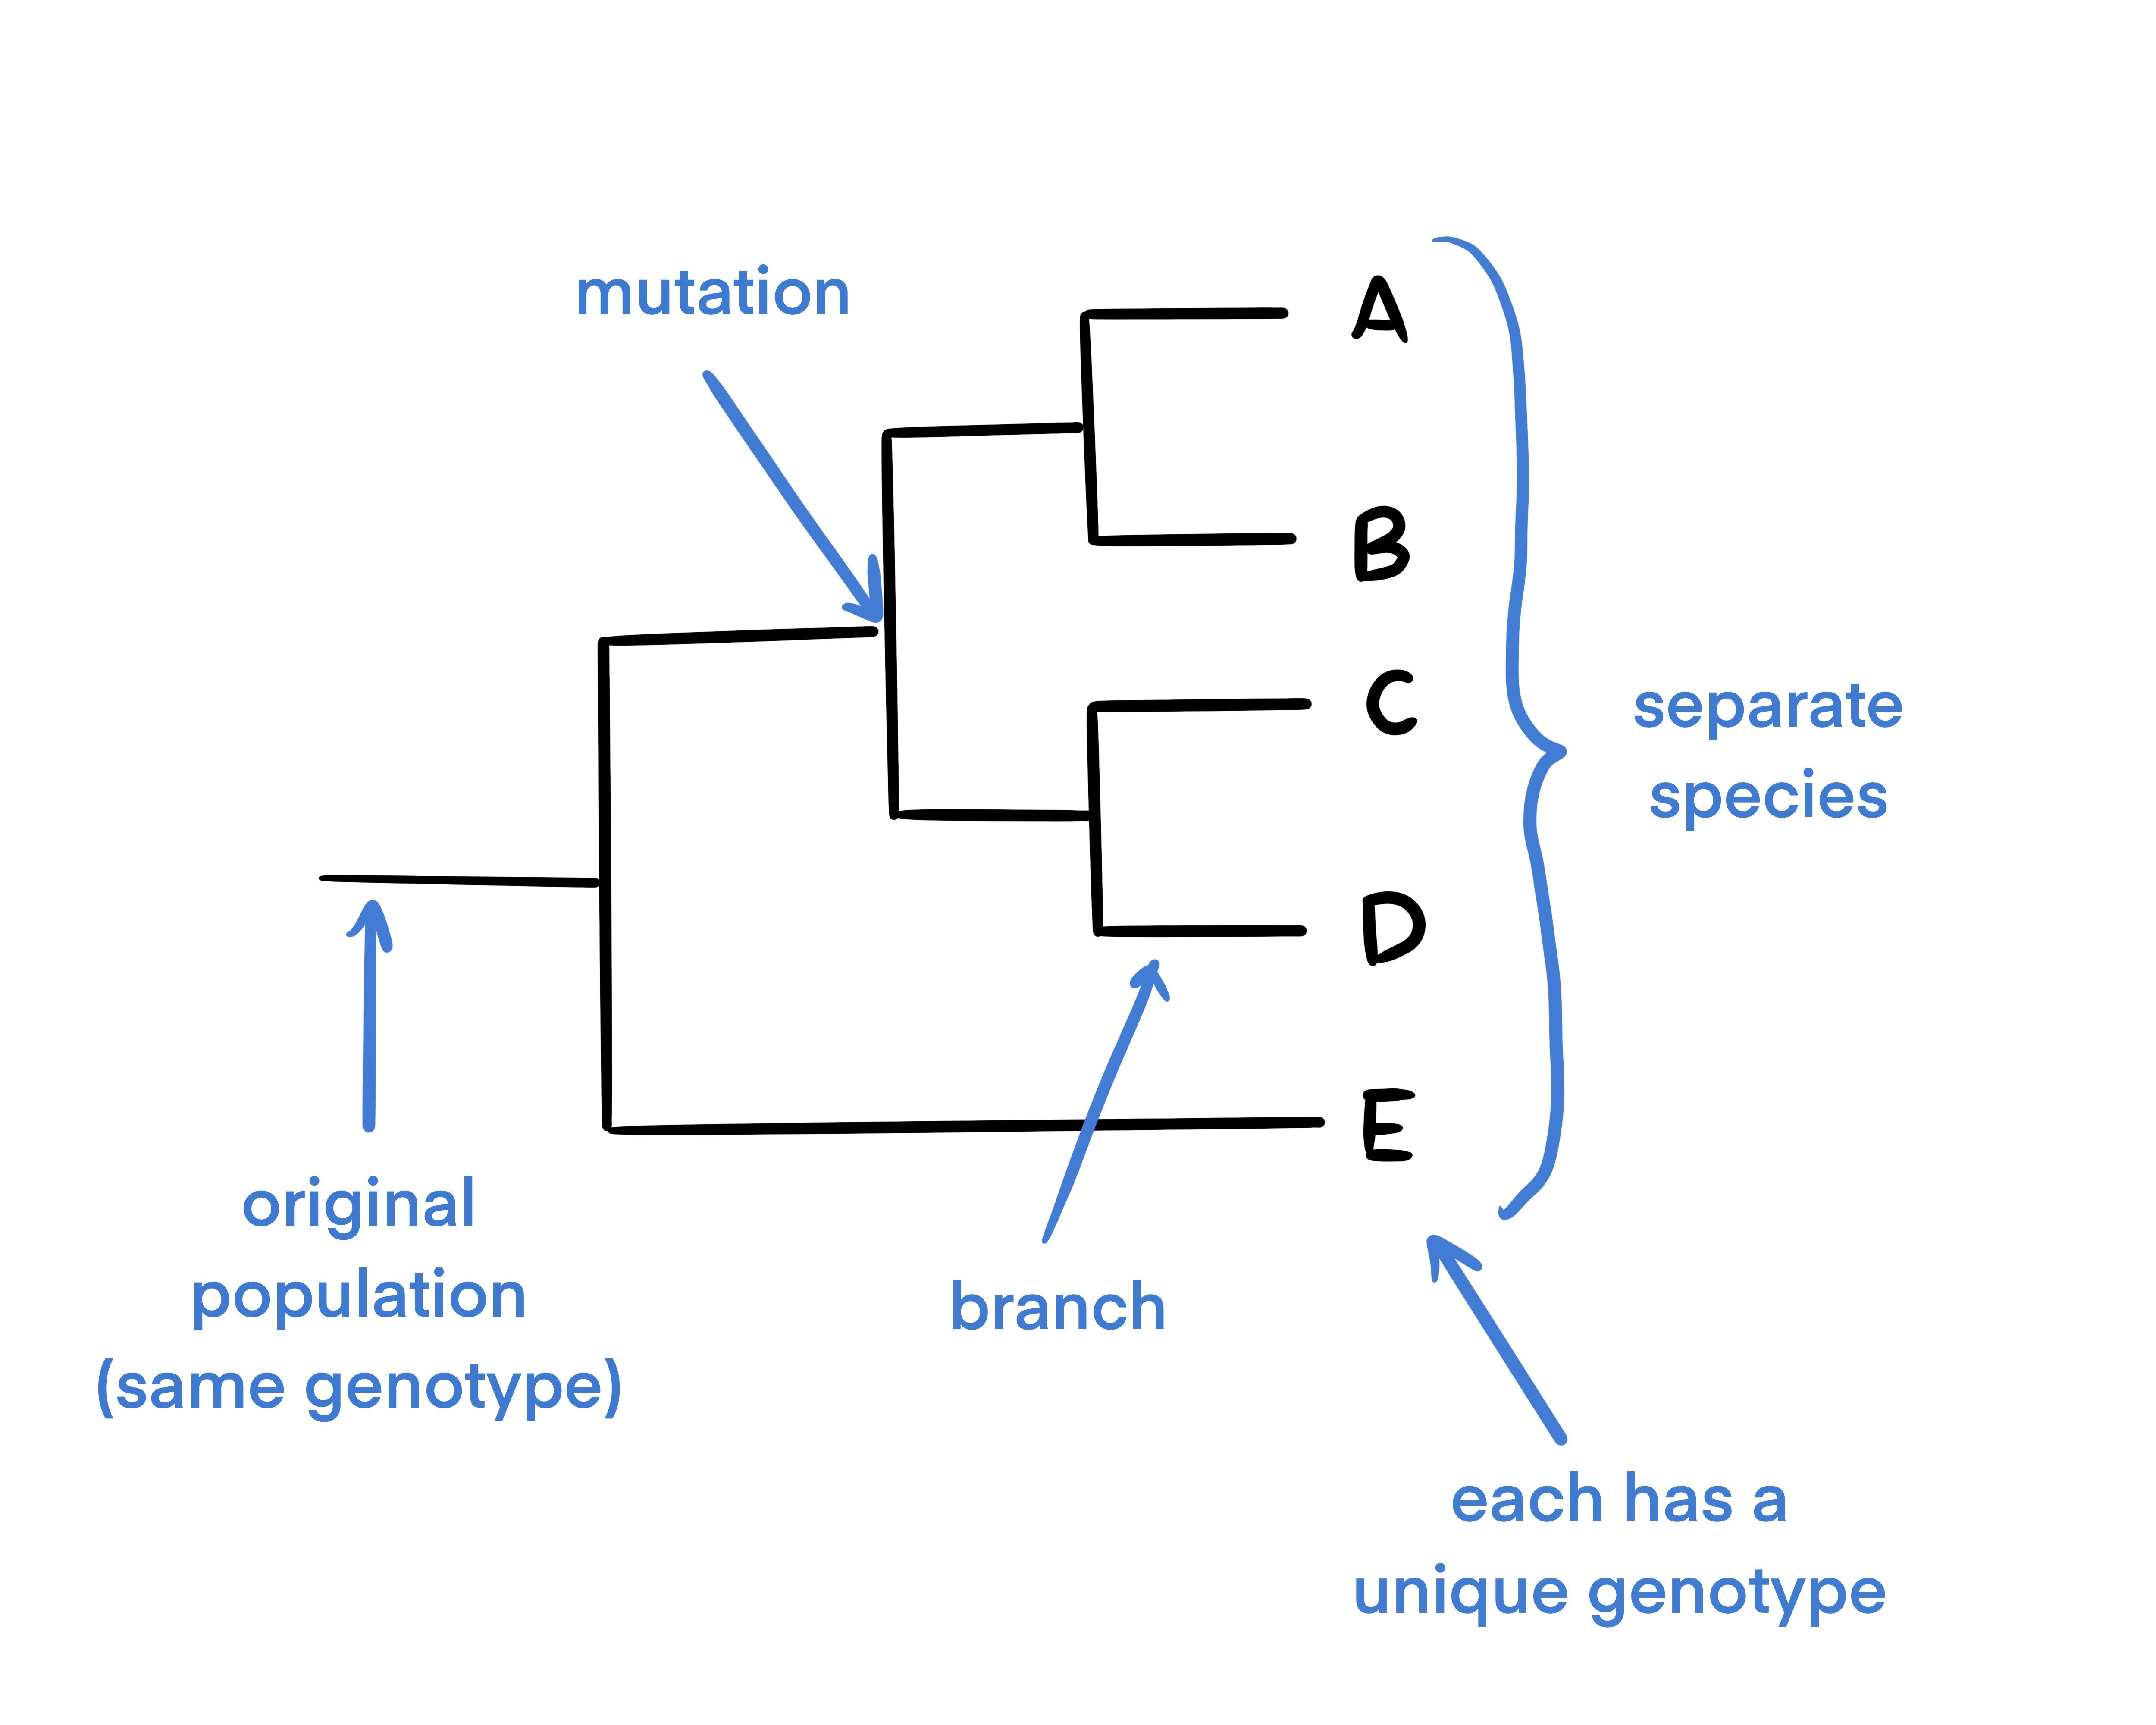 mutation
A
B
C
D
E
separate
species
original
population
(same genotype)
branch
each has a
unique genotype